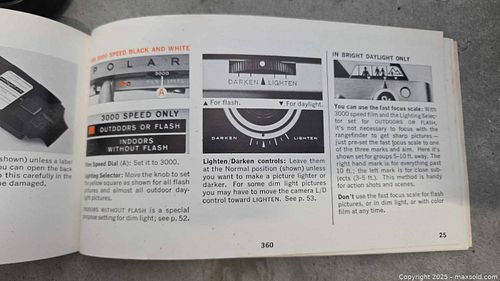 3000 SPEED BLACK AND WHITE
POLAR
3000
A
3000 SPEED ONLY
OUTDOORS OR FLASH
INDOORS
WITHOUT FLASH
Film Speed Dial (A): Set it to 3000.
Lighting Selector: Move the knob to set
the yellow square as shown for all flash
pictures and almost all outdoor day-
light pictures.
INDOORS WITHOUT FLASH is a special
purpose setting for dim light; see p. 52.
shown) unless a label
ou can open the back
this carefully in the
be damaged.
DARKEN LIGHTEN
▲ For flash. ▼ For daylight.
DARKEN LIGHTEN
Lighten/Darken controls: Leave them
at the Normal position (shown) unless
you want to make a picture lighter or
darker. For some dim light pictures
you may have to move the camera L/D
control toward LIGHTEN. See p. 53.
IN BRIGHT DAYLIGHT ONLY
You can use the fast focus scale: With
3000 speed film and the Lighting Selec-
tor set for OUTDOORS OR FLASH,
it's not necessary to focus with the
rangefinder to get sharp pictures—
just pre-set the fast focus scale to one
of the three marks and aim. Here it's
shown set for groups 5-10 ft. away. The
right hand mark is for everything past
10 ft.; the left mark is for close sub-
jects (3-5 ft.). This method is handy
for action shots and scenes.
Don't use the fast focus scale for flash
pictures, or in dim light, or with color
film at any time.
360
25
Copyright © 2025 - maxsold.com